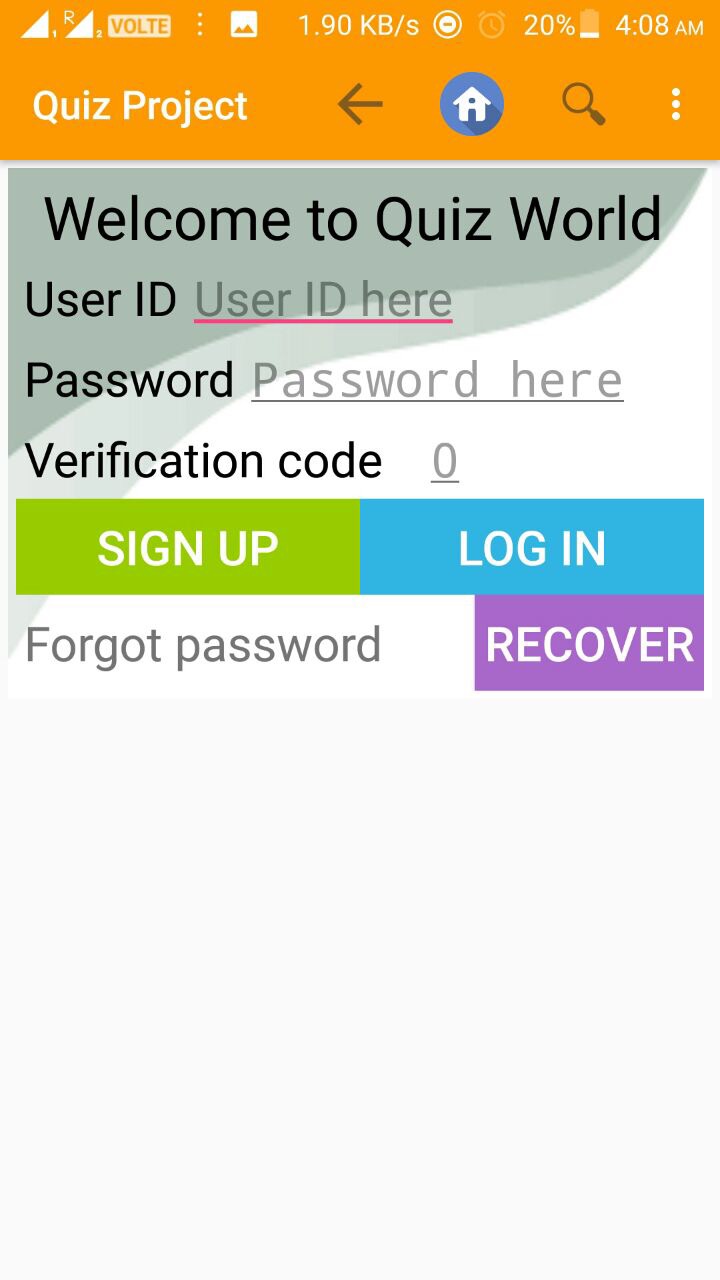 R 1 2 VOLTE 1.90 KB/s 20% 4:08 AM
Quiz Project
Welcome to Quiz World
User ID User ID here
Password Password here
Verification code 0
SIGN UP LOG IN
Forgot password RECOVER